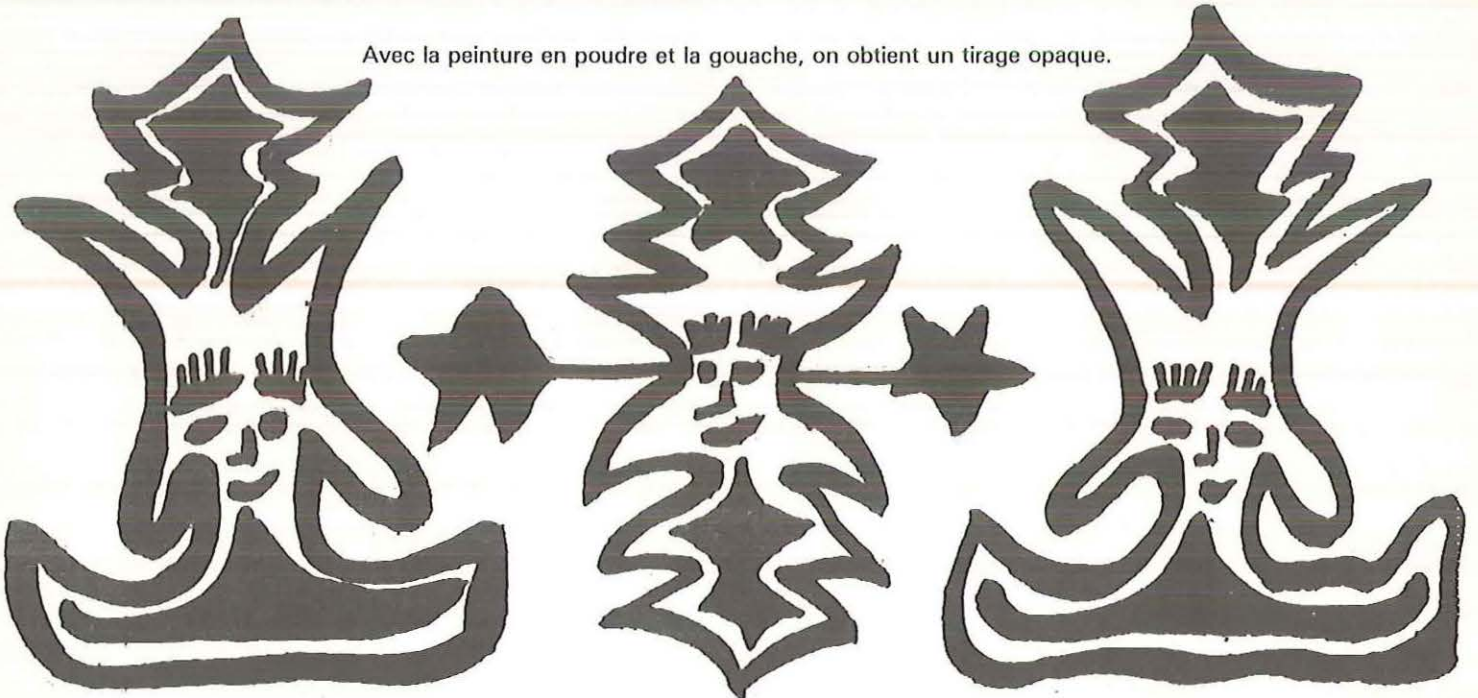 Avec la peinture en poudre et la gouache, on obtient un tirage opaque.